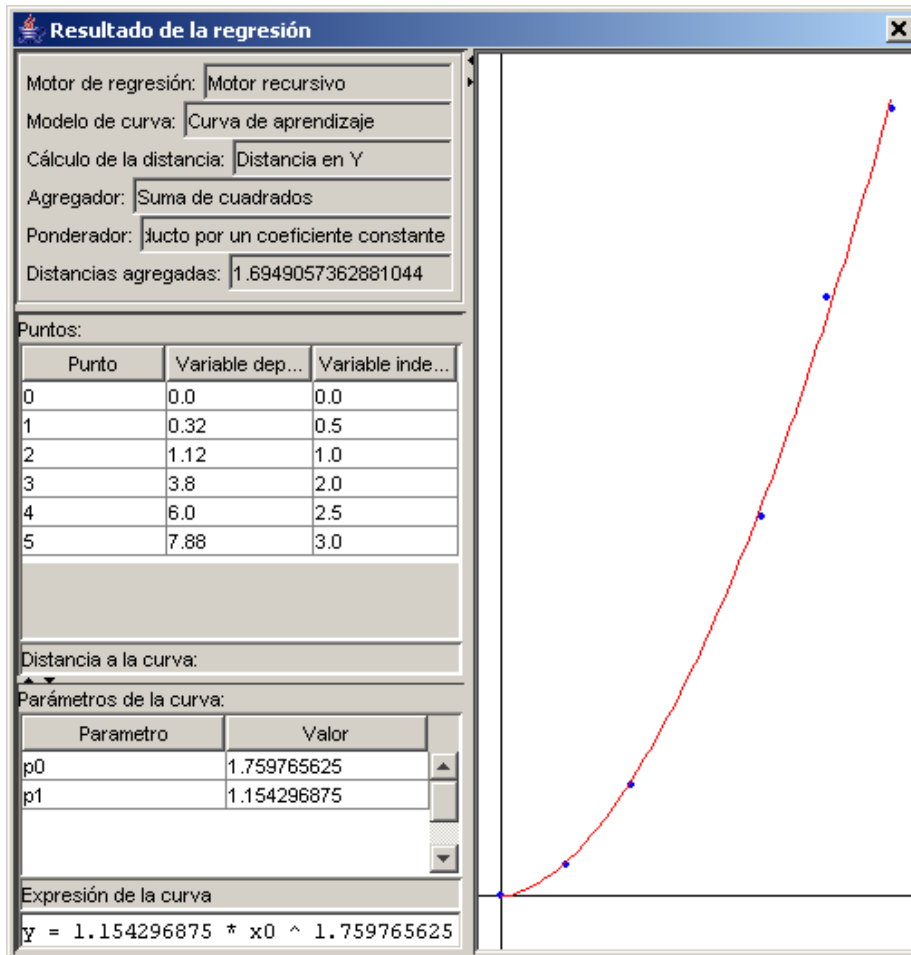 Resultado de la regresión
Motor de regresión: Motor recursivo
Modelo de curva: Curva de aprendizaje
Cálculo de la distancia: Distancia en Y
Agregador: Suma de cuadrados
Ponderador: ducto por un coeficiente constante
Distancias agregadas: 1.6949057362881044
Puntos:
Punto Variable dep... Variable inde...
0 0.0 0.0
1 0.32 0.5
2 1.12 1.0
3 3.8 2.0
4 6.0 2.5
5 7.88 3.0
Distancia a la curva:
Parámetros de la curva:
Parametro Valor
p0 1.759765625
p1 1.154296875
Expresión de la curva
y = 1.154296875 * x0 ^ 1.759765625